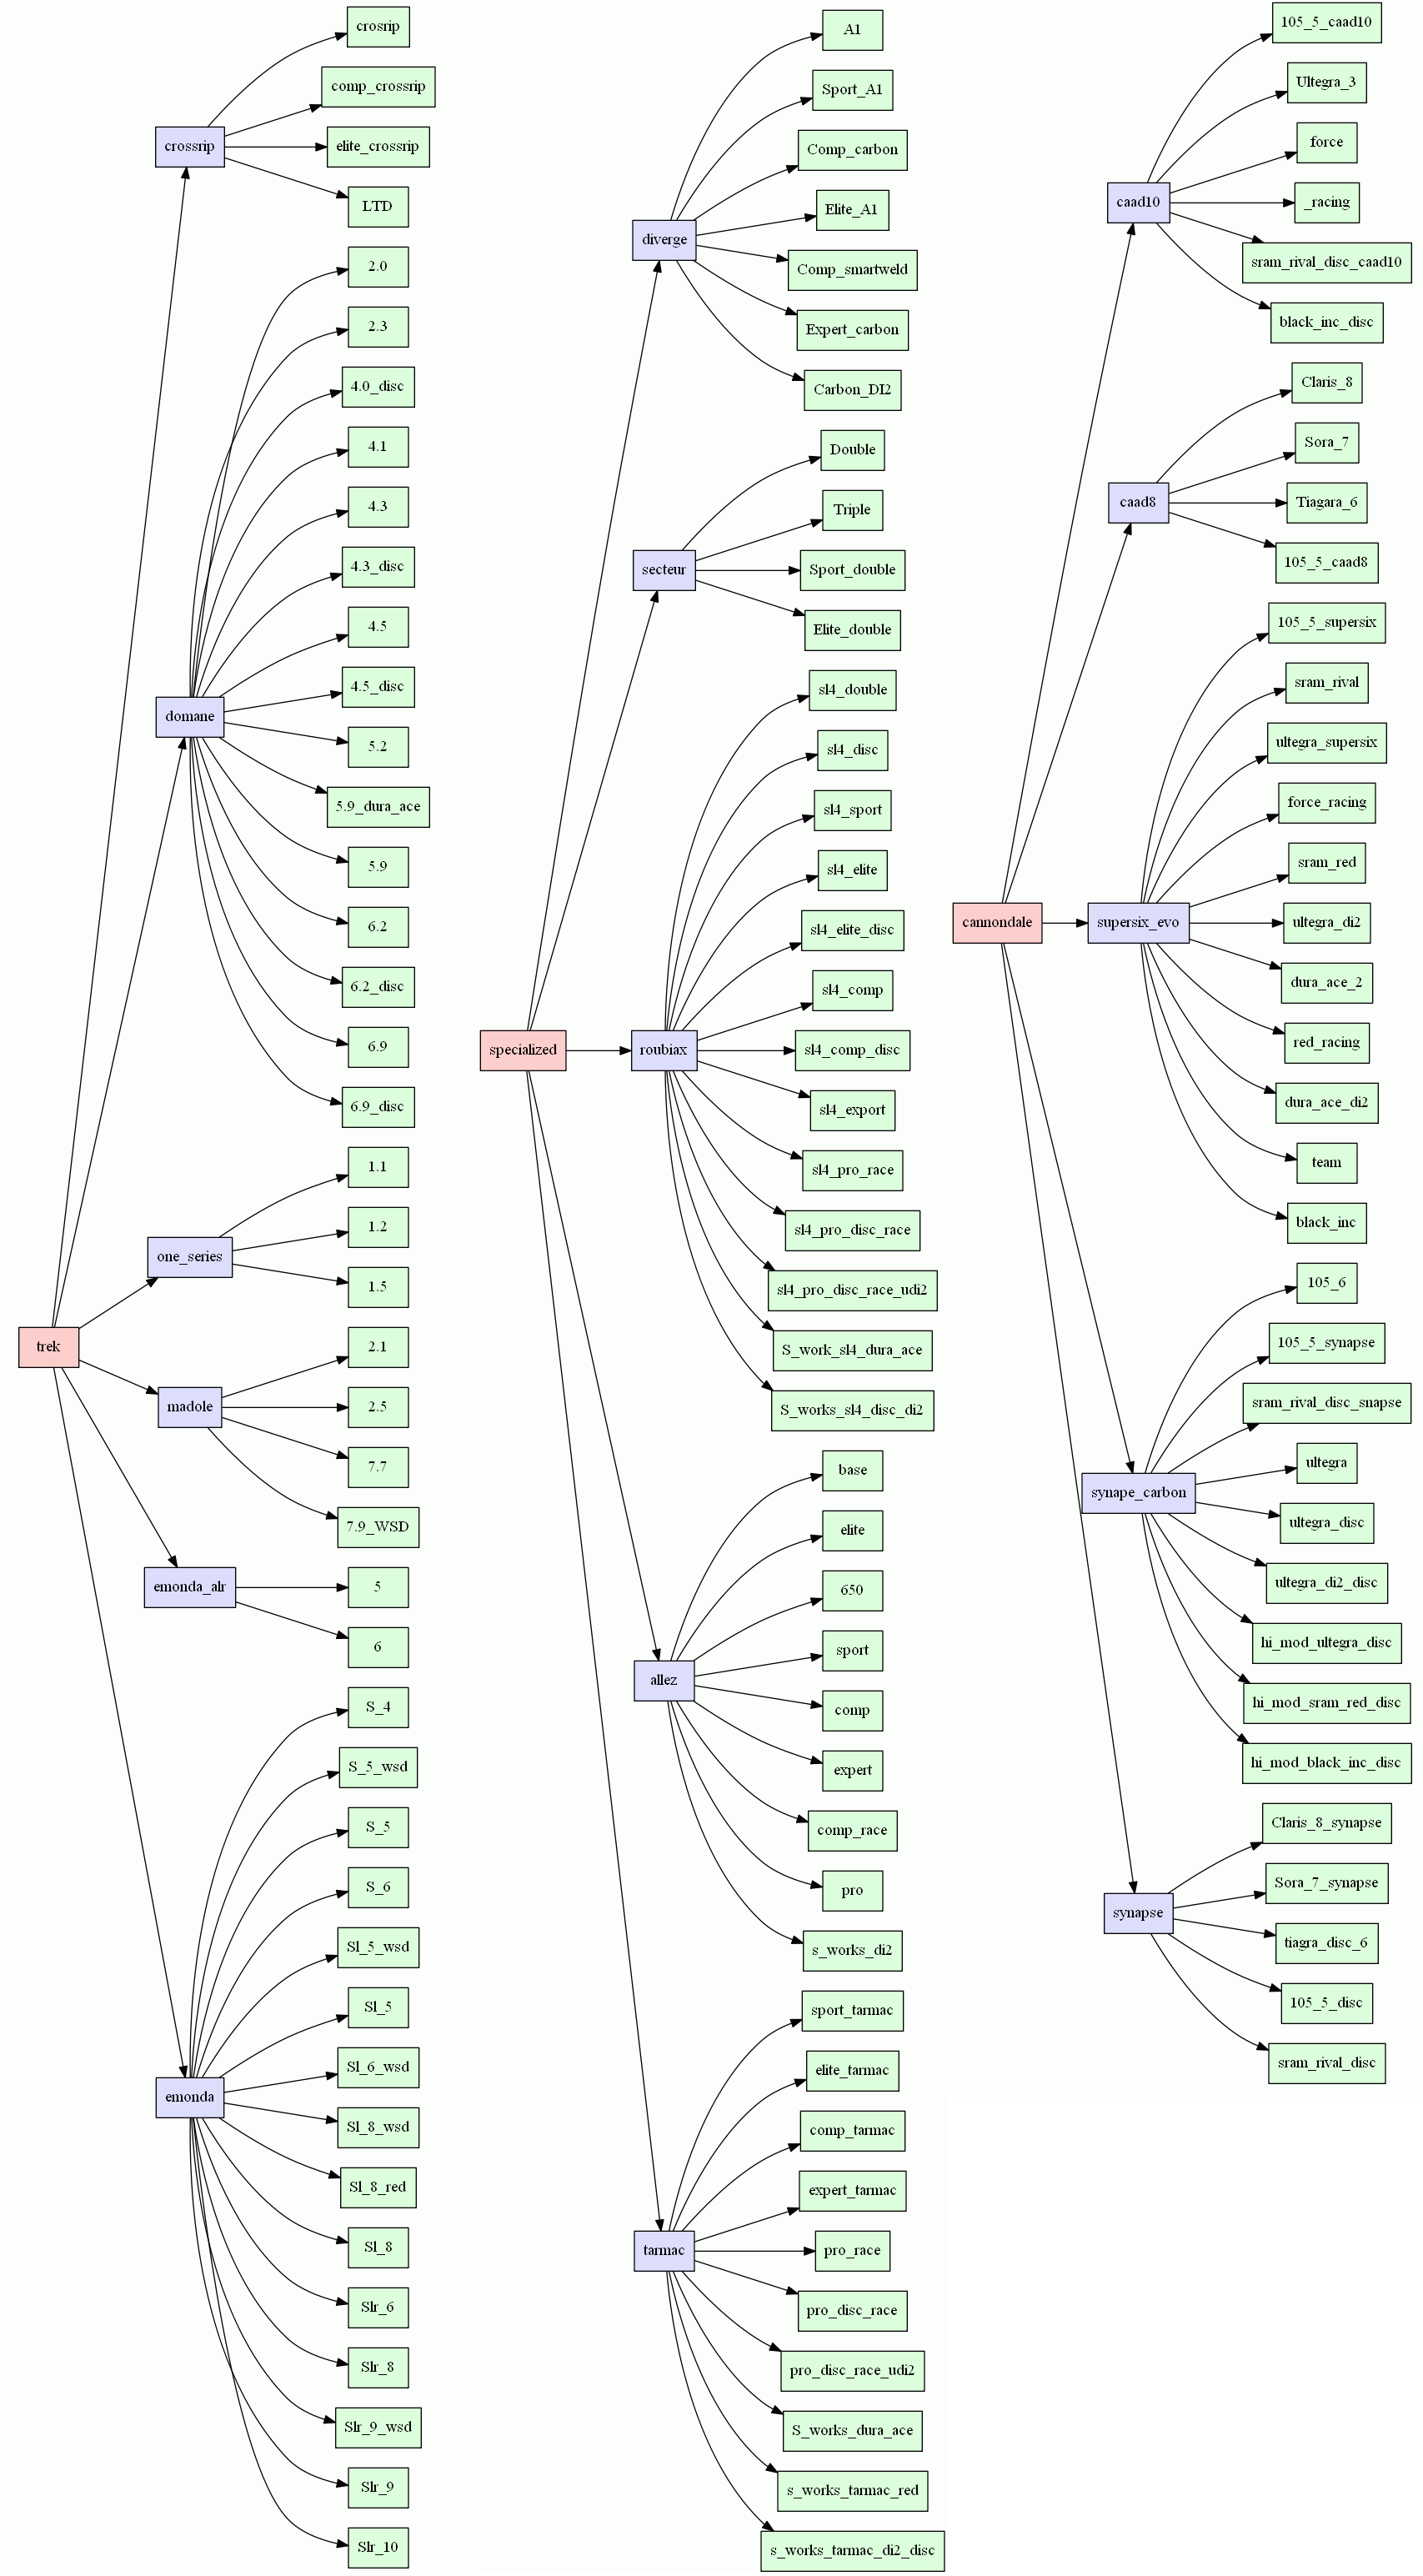 trek
crossrip
crosrip
comp_crossrip
elite_crossrip
LTD
domane
2.0
2.3
4.0_disc
4.1
4.3
4.3_disc
4.5
4.5_disc
5.2
5.9_dura_ace
5.9
6.2
6.2_disc
6.9
6.9_disc
one_series
1.1
1.2
1.5
madole
2.1
2.5
7.7
7.9_WSD
emonda_alr
5
6
emonda
S_4
S_5_wsd
S_5
S_6
Sl_5_wsd
Sl_5
Sl_6_wsd
Sl_8_wsd
Sl_8_red
Sl_8
Slr_6
Slr_8
Slr_9_wsd
Slr_9
Slr_10
specialized
diverge
A1
Sport_A1
Comp_carbon
Elite_A1
Comp_smartweld
Expert_carbon
Carbon_DI2
secteur
Double
Triple
Sport_double
Elite_double
roubiax
sl4_double
sl4_disc
sl4_sport
sl4_elite
sl4_elite_disc
sl4_comp
sl4_comp_disc
sl4_export
sl4_pro_race
sl4_pro_disc_race
sl4_pro_disc_race_udi2
S_work_sl4_dura_ace
S_works_sl4_disc_di2
allez
base
elite
650
sport
comp
expert
comp_race
pro
s_works_di2
tarmac
sport_tarmac
elite_tarmac
comp_tarmac
expert_tarmac
pro_race
pro_disc_race
pro_disc_race_udi2
S_works_dura_ace
s_works_tarmac_red
s_works_tarmac_di2_disc
cannondale
caad10
105_5_caad10
Ultegra_3
force
_racing
sram_rival_disc_caad10
black_inc_disc
caad8
Claris_8
Sora_7
Tiagara_6
105_5_caad8
supersix_evo
105_5_supersix
sram_rival
ultegra_supersix
force_racing
sram_red
ultegra_di2
dura_ace_2
red_racing
dura_ace_di2
team
black_inc
synape_carbon
105_6
105_5_synapse
sram_rival_disc_snapse
ultegra
ultegra_disc
ultegra_di2_disc
hi_mod_ultegra_disc
hi_mod_sram_red_disc
hi_mod_black_inc_disc
synapse
Claris_8_synapse
Sora_7_synapse
tiagra_disc_6
105_5_disc
sram_rival_disc